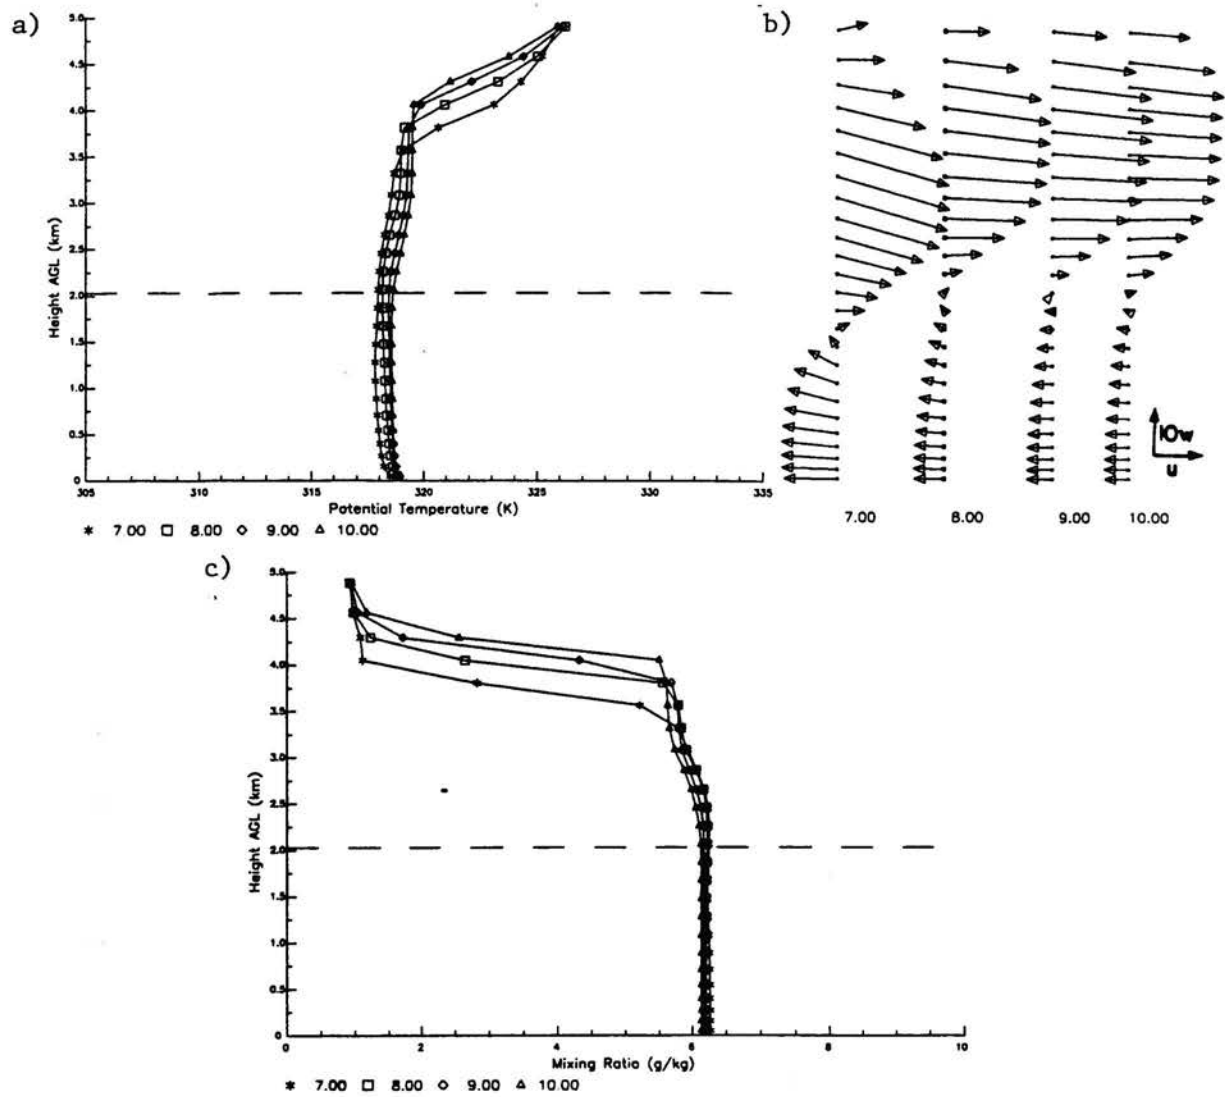 a)
5.0
4.5
4.0
3.5
3.0
2.5
2.0
1.5
1.0
0.5
0
Height AGL (km)
305 310 315 320 325 330 335
Potential Temperature (K)
* 7.00 □ 8.00 ◇ 9.00 △ 10.00
b)
10w
u
7.00 8.00 9.00 10.00
c)
5.0
4.5
4.0
3.5
3.0
2.5
2.0
1.5
1.0
0.5
0
Height AGL (km)
0 2 4 6 8 10
Mixing Ratio (g/kg)
* 7.00 □ 8.00 ◇ 9.00 △ 10.00